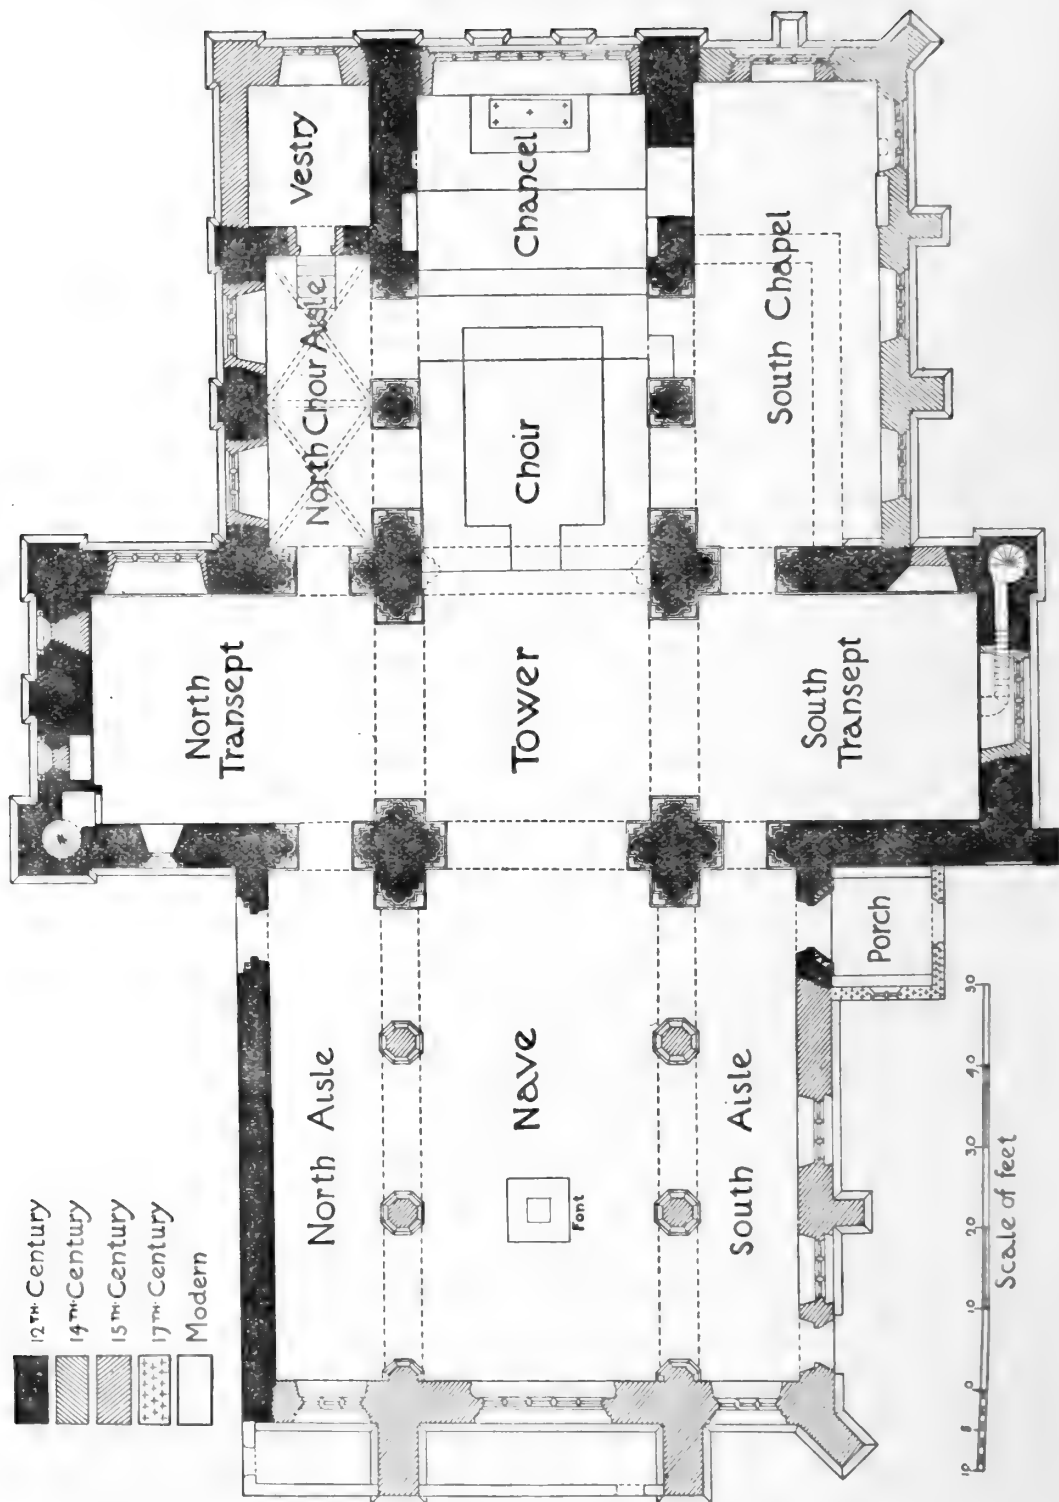 12TH Century
14TH Century
15TH Century
17TH Century
Modern
North
Transept
North Choir Aisle
Vestry
North Aisle
Nave
Font
Tower
Choir
Chancel
South Aisle
South
Transept
South Chapel
Porch
10 5 0 10 20 30 40 50
Scale of feet